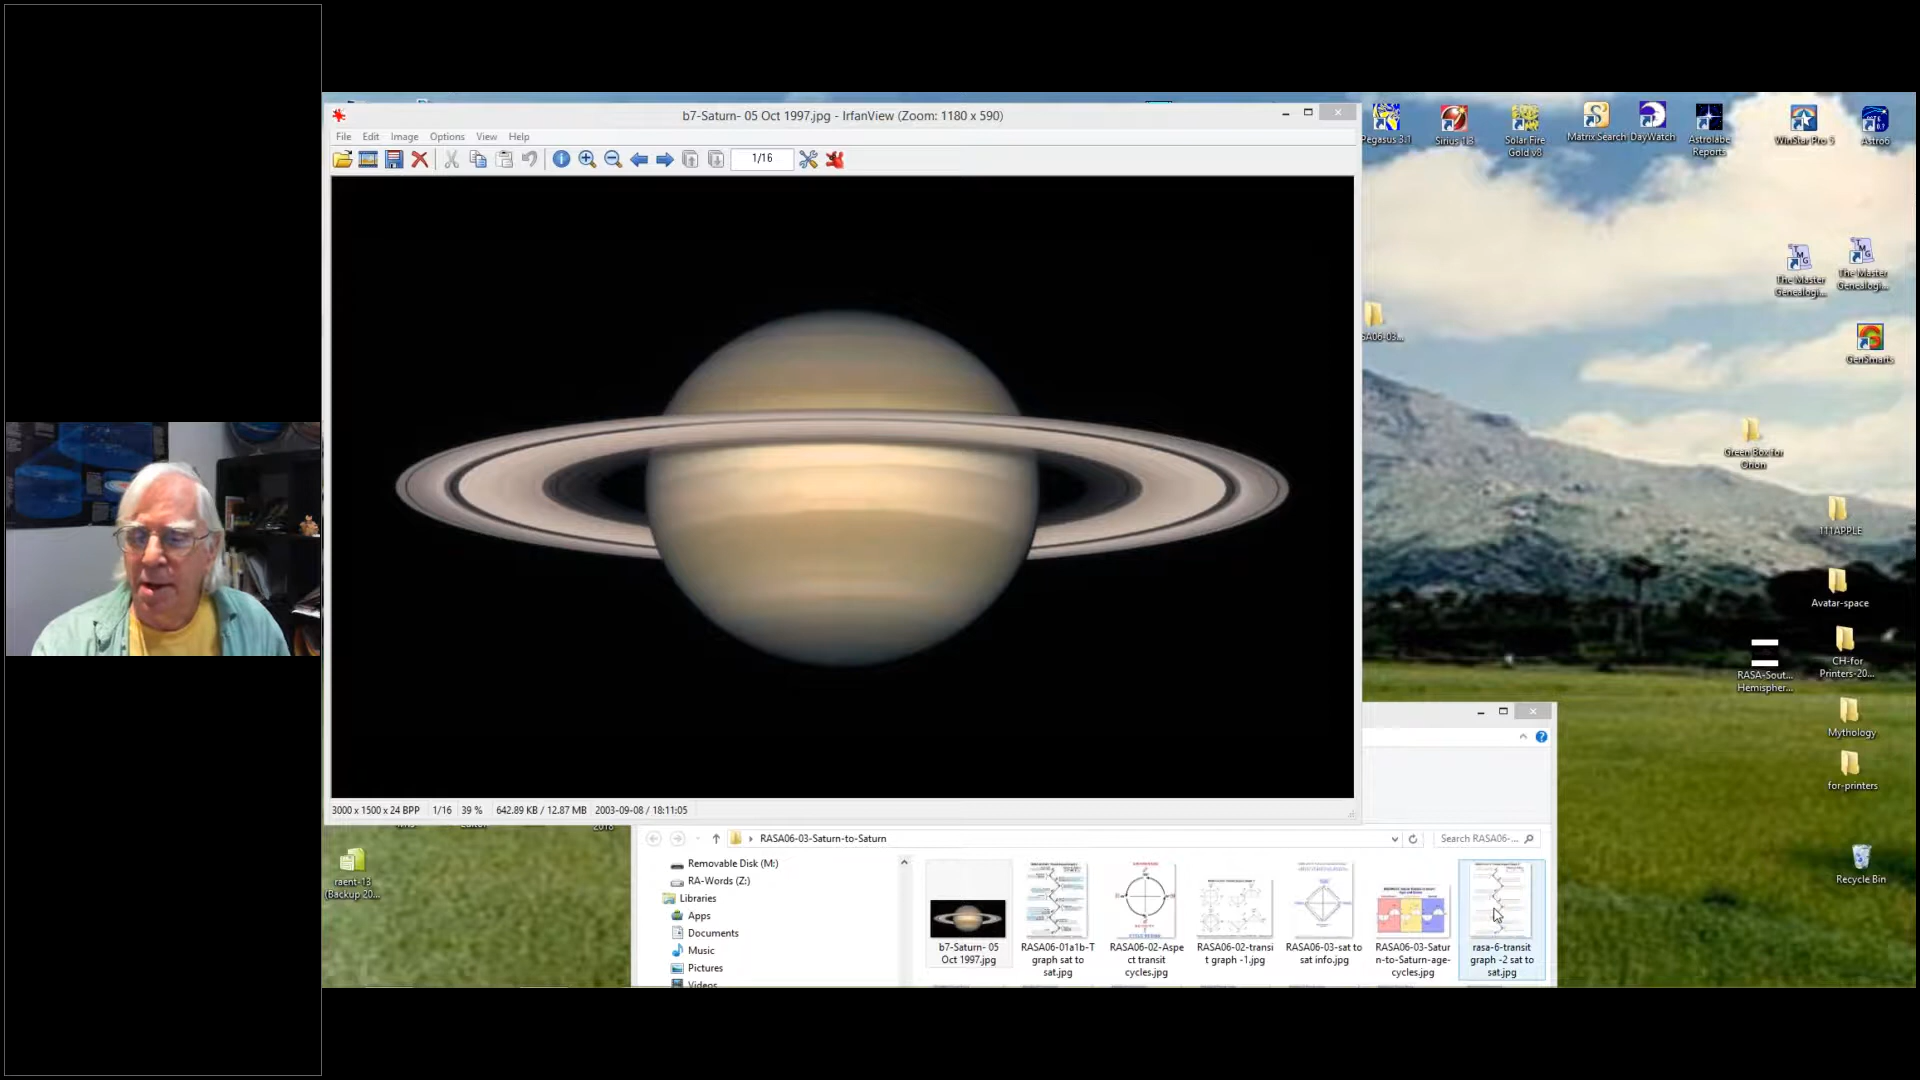 b7-Saturn- 05 Oct 1997.jpg - IrfanView (Zoom: 1180 x 590)
File Edit Image Options View Help
1/16
3000 x 1500 x 24 BPP 1/16 39 % 642.89 KB / 12.87 MB 2003-09-08 / 18:11:05
Pegasus 3.1
Sirius 1.3
Solar Fire
Gold v8
Matrix Search
DayWatch
Astrolabe
Reports
WinStar Pro 5
Astro6
The Master
Genealogi...
The Master
Genealogi...
SA06-03...
GenSmarts
Green Box for
Orion
111APPLE
Avatar-space
RASA-Sout...
Hemispher...
CH-for
Printers-20...
Mythology
for-printers
Recycle Bin
2018
raent-13
(Backup 20...
RASA06-03-Saturn-to-Saturn
Search RASA06-...
Removable Disk (M:)
RA-Words (Z:)
Libraries
Apps
Documents
Music
Pictures
Videos
b7-Saturn- 05
Oct 1997.jpg
RASA06-01a1b-T
graph sat to
sat.jpg
RASA06-02-Aspe
ct transit
cycles.jpg
RASA06-02-transi
t graph -1.jpg
RASA06-03-sat to
sat info.jpg
RASA06-03-Satur
n-to-Saturn-age-
cycles.jpg
rasa-6-transit
graph -2 sat to
sat.jpg